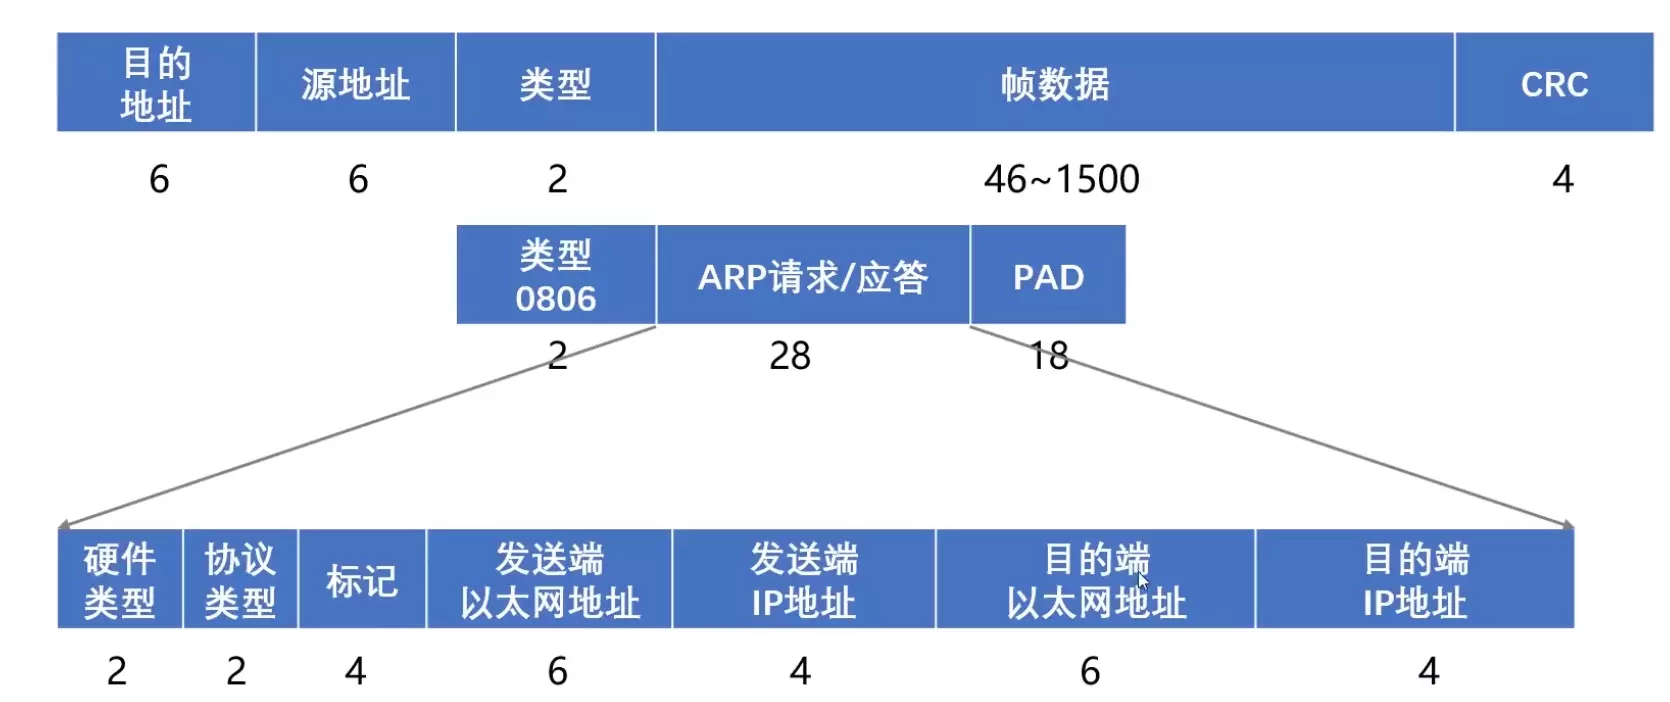 目的
地址
源地址
类型
帧数据
CRC
6
6
2
46~1500
4
类型
0806
ARP请求/应答
PAD
2
28
18
硬件
类型
协议
类型
标记
发送端
以太网地址
发送端
IP地址
目的端
以太网地址
目的端
IP地址
2
2
4
6
4
6
4